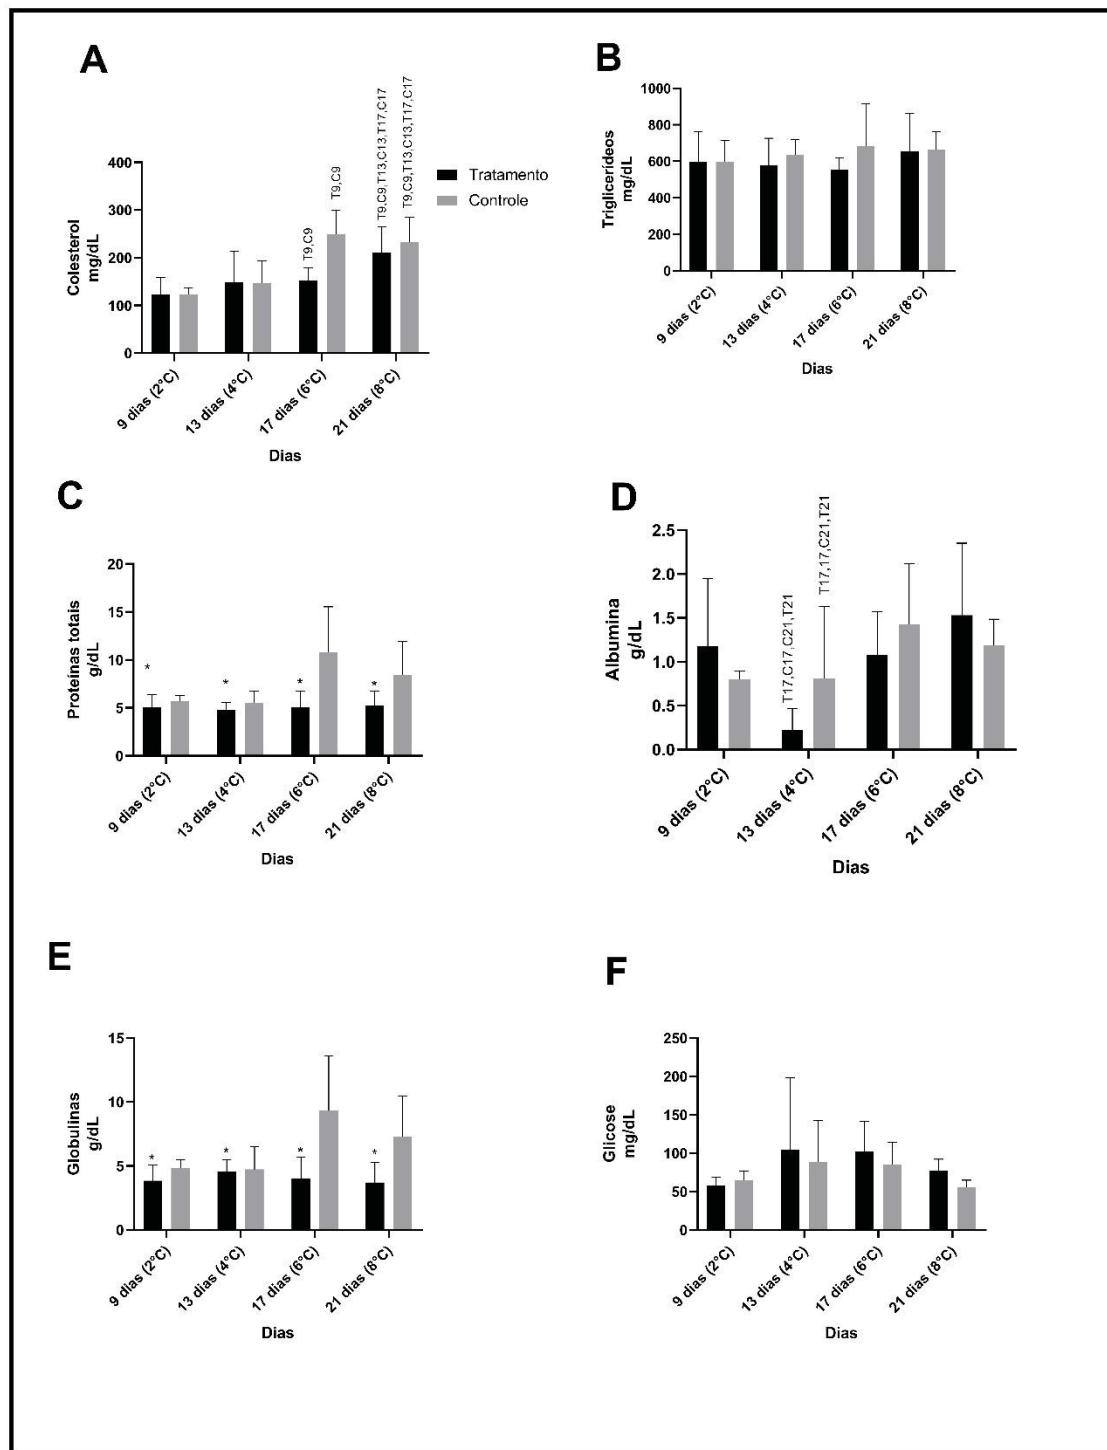 A
Colesterol
mg/dL
400
300
200
100
0
T9,C9
T9,C9
T9,C9,T13,C13,T17,C17
T9,C9,T13,C13,T17,C17
Tratamento
Controle
9 dias (2°C)
13 dias (4°C)
17 dias (6°C)
21 dias (8°C)
Dias
B
Triglicerídeos
mg/dL
1000
800
600
400
200
0
9 dias (2°C)
13 dias (4°C)
17 dias (6°C)
21 dias (8°C)
Dias
C
Proteínas totais
g/dL
20
15
10
5
0
*
*
*
*
9 dias (2°C)
13 dias (4°C)
17 dias (6°C)
21 dias (8°C)
Dias
D
Albumina
g/dL
2.5
2.0
1.5
1.0
0.5
0.0
T17,C17,C21,T21
T17,17,C21,T21
9 dias (2°C)
13 dias (4°C)
17 dias (6°C)
21 dias (8°C)
Dias
E
Globulinas
g/dL
15
10
5
0
*
*
*
*
9 dias (2°C)
13 dias (4°C)
17 dias (6°C)
21 dias (8°C)
Dias
F
Glicose
mg/dL
250
200
150
100
50
0
9 dias (2°C)
13 dias (4°C)
17 dias (6°C)
21 dias (8°C)
Dias